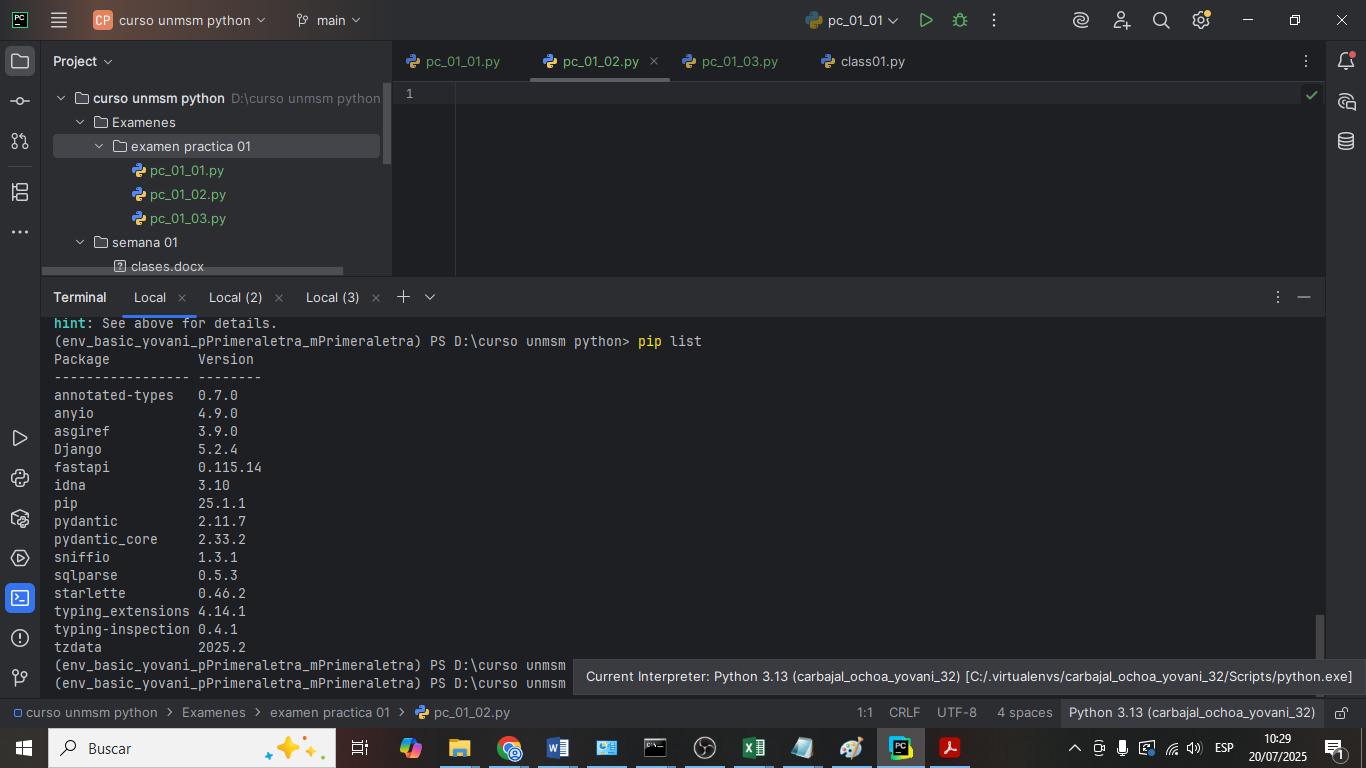 CP curso unmsm python main pc_01_01
Project
pc_01_01.py pc_01_02.py pc_01_03.py class01.py
curso unmsm python D:\curso unmsm python
1
Examenes
examen practica 01
pc_01_01.py
pc_01_02.py
pc_01_03.py
semana 01
clases.docx
Terminal Local Local (2) Local (3)
hint: See above for details.
(env_basic_yovani_pPrimeraletra_mPrimeraletra) PS D:\curso unmsm python> pip list
Package Version
----------------- --------
annotated-types 0.7.0
anyio 4.9.0
asgiref 3.9.0
Django 5.2.4
fastapi 0.115.14
idna 3.10
pip 25.1.1
pydantic 2.11.7
pydantic_core 2.33.2
sniffio 1.3.1
sqlparse 0.5.3
starlette 0.46.2
typing_extensions 4.14.1
typing-inspection 0.4.1
tzdata 2025.2
(env_basic_yovani_pPrimeraletra_mPrimeraletra) PS D:\curso unmsm
(env_basic_yovani_pPrimeraletra_mPrimeraletra) PS D:\curso unmsm
Current Interpreter: Python 3.13 (carbajal_ochoa_yovani_32) [C:/.virtualenvs/carbajal_ochoa_yovani_32/Scripts/python.exe]
curso unmsm python > Examenes > examen practica 01 > pc_01_02.py 1:1 CRLF UTF-8 4 spaces Python 3.13 (carbajal_ochoa_yovani_32)
Buscar
ESP
10:29
20/07/2025
1